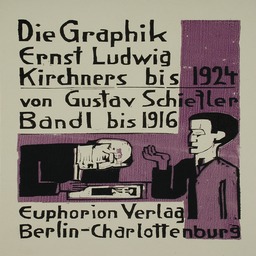 Die Graphik
Ernst Ludwig
Kirchners bis 1924
von Gustav Schiefler
Band I bis 1916
Euphorion Verlag
Berlin-Charlottenburg